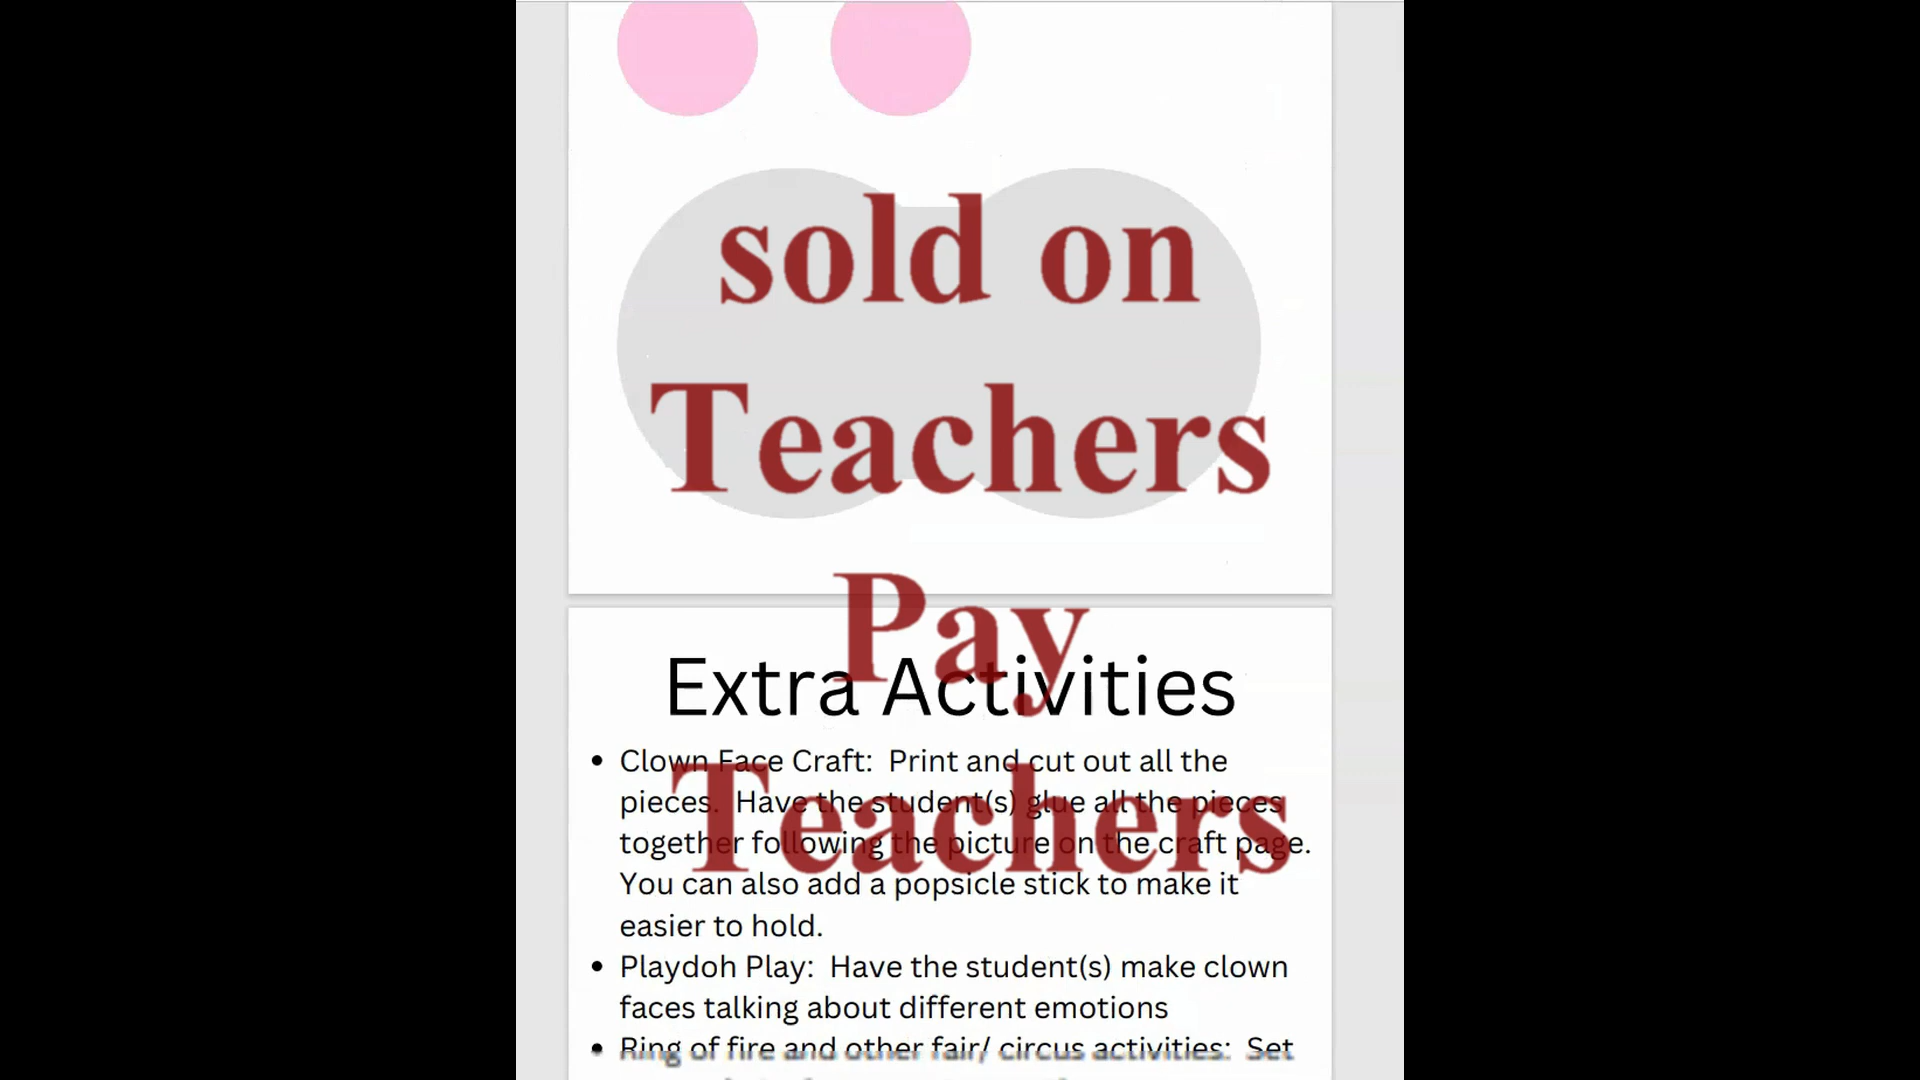 sold on
Teachers
Pay
Teachers
Extra Activities
• Clown Face Craft:  Print and cut out all the
pieces.  Have the student(s) glue all the pieces
together following the picture on the craft page.
You can also add a popsicle stick to make it
easier to hold.
• Playdoh Play:  Have the student(s) make clown
faces talking about different emotions
• Ring of fire and other fair/ circus activities:  Set